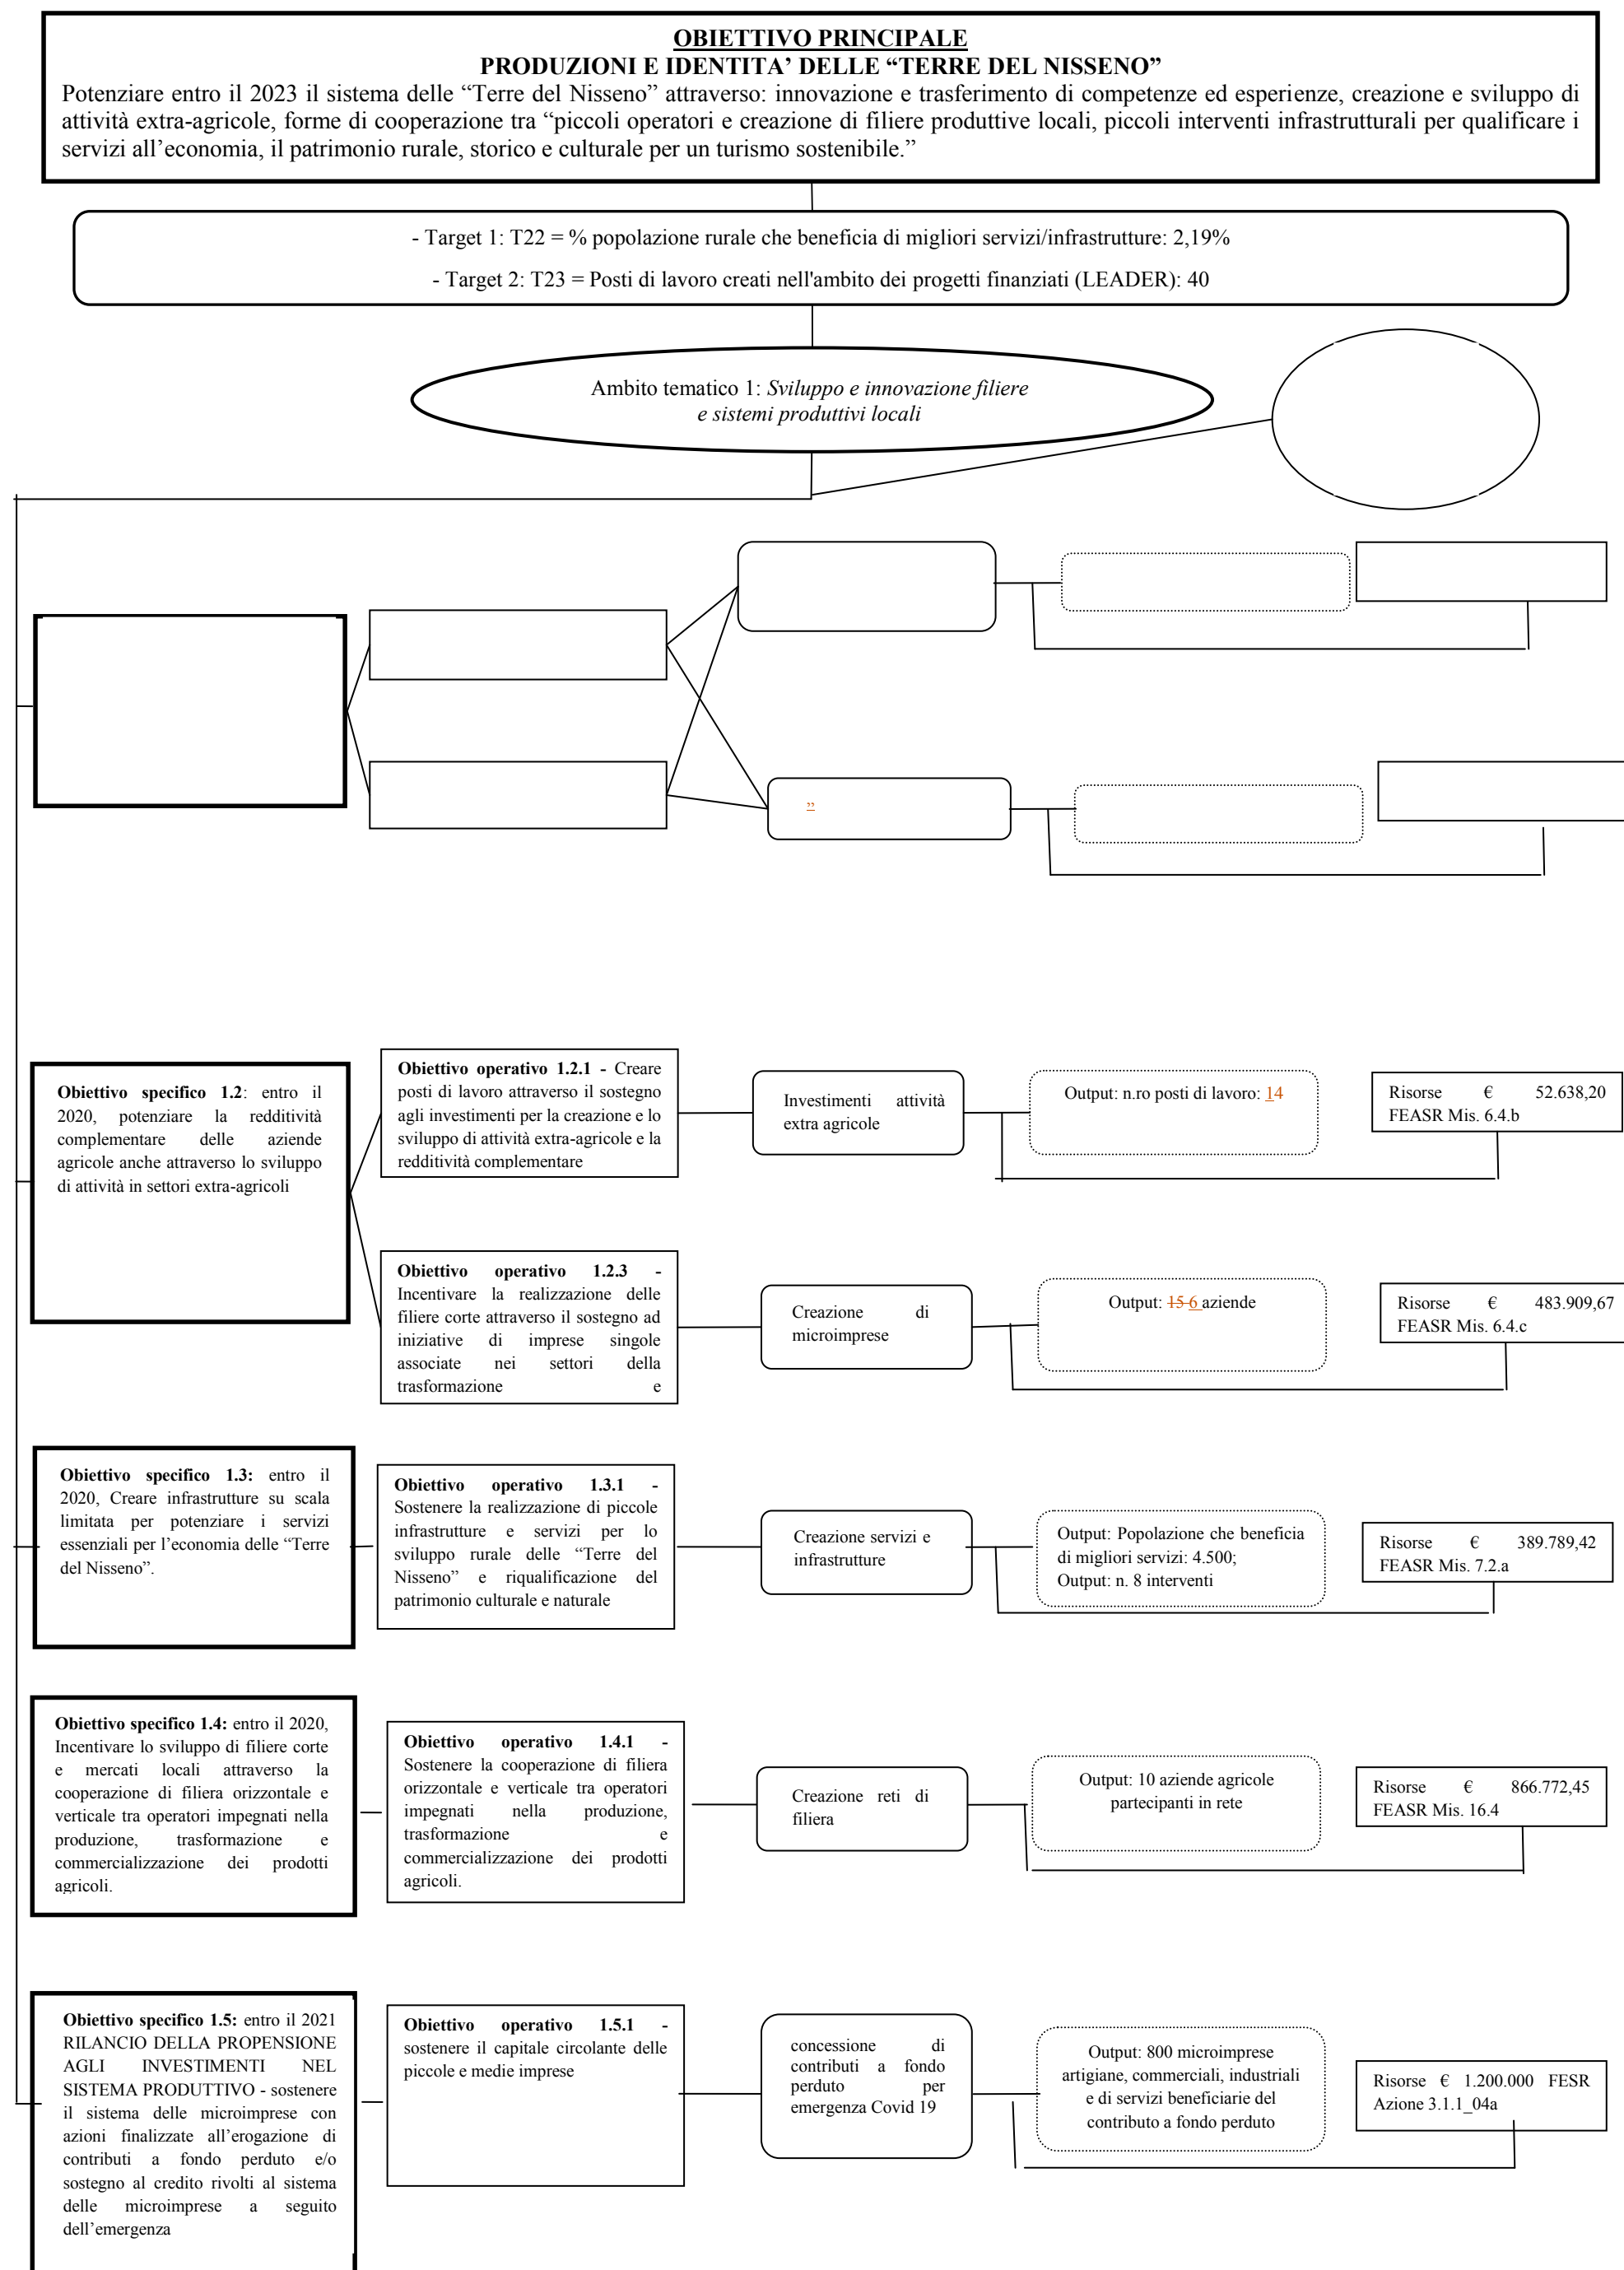 OBIETTIVO PRINCIPALE
PRODUZIONI E IDENTITA’ DELLE “TERRE DEL NISSENO”
Potenziare entro il 2023 il sistema delle “Terre del Nisseno” attraverso: innovazione e trasferimento di competenze ed esperienze, creazione e sviluppo di
attività extra-agricole, forme di cooperazione tra “piccoli operatori e creazione di filiere produttive locali, piccoli interventi infrastrutturali per qualificare i
servizi all’economia, il patrimonio rurale, storico e culturale per un turismo sostenibile.”
- Target 1: T22 = % popolazione rurale che beneficia di migliori servizi/infrastrutture: 2,19%
- Target 2: T23 = Posti di lavoro creati nell'ambito dei progetti finanziati (LEADER): 40
Ambito tematico 1: Sviluppo e innovazione filiere
e sistemi produttivi locali
”
Obiettivo specifico 1.2: entro il
2020, potenziare la redditività
complementare delle aziende
agricole anche attraverso lo sviluppo
di attività in settori extra-agricoli
Obiettivo operativo 1.2.1 - Creare
posti di lavoro attraverso il sostegno
agli investimenti per la creazione e lo
sviluppo di attività extra-agricole e la
redditività complementare
Investimenti attività
extra agricole
Output: n.ro posti di lavoro: 14
Risorse € 52.638,20
FEASR Mis. 6.4.b
Obiettivo operativo 1.2.3 -
Incentivare la realizzazione delle
filiere corte attraverso il sostegno ad
iniziative di imprese singole
associate nei settori della
trasformazione e
Creazione di
microimprese
Output: 15 6 aziende
Risorse € 483.909,67
FEASR Mis. 6.4.c
Obiettivo specifico 1.3: entro il
2020, Creare infrastrutture su scala
limitata per potenziare i servizi
essenziali per l’economia delle “Terre
del Nisseno”.
Obiettivo operativo 1.3.1 -
Sostenere la realizzazione di piccole
infrastrutture e servizi per lo
sviluppo rurale delle “Terre del
Nisseno” e riqualificazione del
patrimonio culturale e naturale
Creazione servizi e
infrastrutture
Output: Popolazione che beneficia
di migliori servizi: 4.500;
Output: n. 8 interventi
Risorse € 389.789,42
FEASR Mis. 7.2.a
Obiettivo specifico 1.4: entro il 2020,
Incentivare lo sviluppo di filiere corte
e mercati locali attraverso la
cooperazione di filiera orizzontale e
verticale tra operatori impegnati nella
produzione, trasformazione e
commercializzazione dei prodotti
agricoli.
Obiettivo operativo 1.4.1 -
Sostenere la cooperazione di filiera
orizzontale e verticale tra operatori
impegnati nella produzione,
trasformazione e
commercializzazione dei prodotti
agricoli.
Creazione reti di
filiera
Output: 10 aziende agricole
partecipanti in rete
Risorse € 866.772,45
FEASR Mis. 16.4
Obiettivo specifico 1.5: entro il 2021
RILANCIO DELLA PROPENSIONE
AGLI INVESTIMENTI NEL
SISTEMA PRODUTTIVO - sostenere
il sistema delle microimprese con
azioni finalizzate all’erogazione di
contributi a fondo perduto e/o
sostegno al credito rivolti al sistema
delle microimprese a seguito
dell’emergenza
Obiettivo operativo 1.5.1 -
sostenere il capitale circolante delle
piccole e medie imprese
concessione di
contributi a fondo
perduto per
emergenza Covid 19
Output: 800 microimprese
artigiane, commerciali, industriali
e di servizi beneficiarie del
contributo a fondo perduto
Risorse € 1.200.000 FESR
Azione 3.1.1_04a